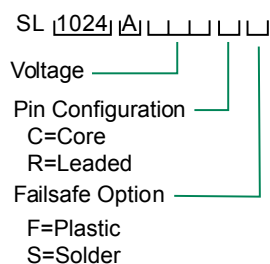 SL 1024 A
Voltage
Pin Configuration
C=Core
R=Leaded
Failsafe Option
F=Plastic
S=Solder